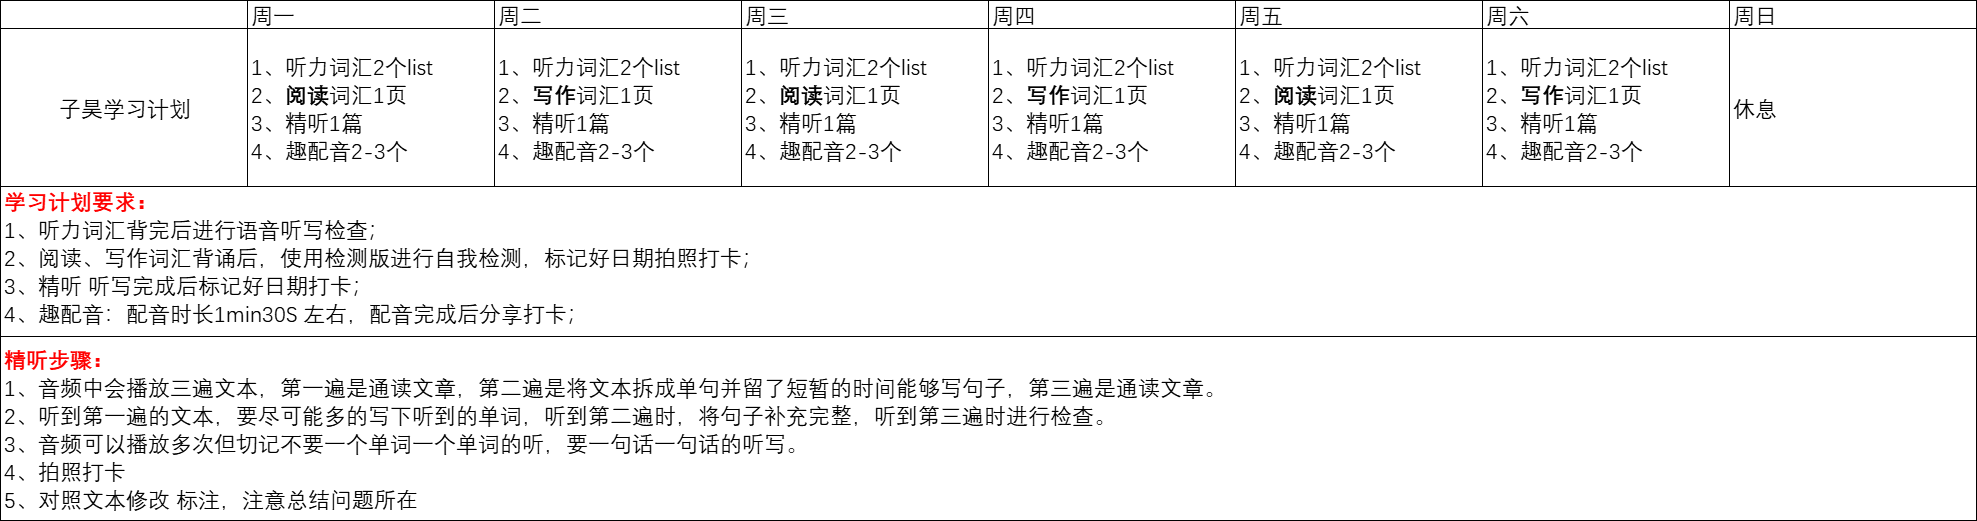 周一 周二 周三 周四 周五 周六 周日
子昊学习计划
1、听力词汇2个list
2、阅读词汇1页
3、精听1篇
4、趣配音2-3个
1、听力词汇2个list
2、写作词汇1页
3、精听1篇
4、趣配音2-3个
1、听力词汇2个list
2、阅读词汇1页
3、精听1篇
4、趣配音2-3个
1、听力词汇2个list
2、写作词汇1页
3、精听1篇
4、趣配音2-3个
1、听力词汇2个list
2、阅读词汇1页
3、精听1篇
4、趣配音2-3个
1、听力词汇2个list
2、写作词汇1页
3、精听1篇
4、趣配音2-3个
休息
学习计划要求：
1、听力词汇背完后进行语音听写检查；
2、阅读、写作词汇背诵后，使用检测版进行自我检测，标记好日期拍照打卡；
3、精听 听写完成后标记好日期打卡；
4、趣配音：配音时长1min30S 左右，配音完成后分享打卡；
精听步骤：
1、音频中会播放三遍文本，第一遍是通读文章，第二遍是将文本拆成单句并留了短暂的时间能够写句子，第三遍是通读文章。
2、听到第一遍的文本，要尽可能多的写下听到的单词，听到第二遍时，将句子补充完整，听到第三遍时进行检查。
3、音频可以播放多次但切记不要一个单词一个单词的听，要一句话一句话的听写。
4、拍照打卡
5、对照文本修改 标注，注意总结问题所在